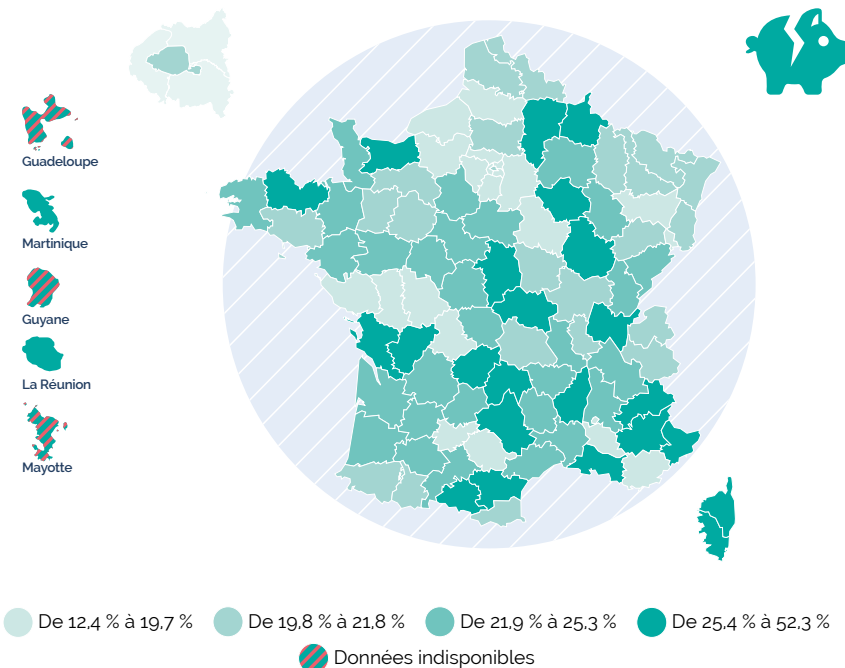 Guadeloupe
Martinique
Guyane
La Réunion
Mayotte
De 12,4 % à 19,7 % De 19,8 % à 21,8 % De 21,9 % à 25,3 % De 25,4 % à 52,3 %
Données indisponibles